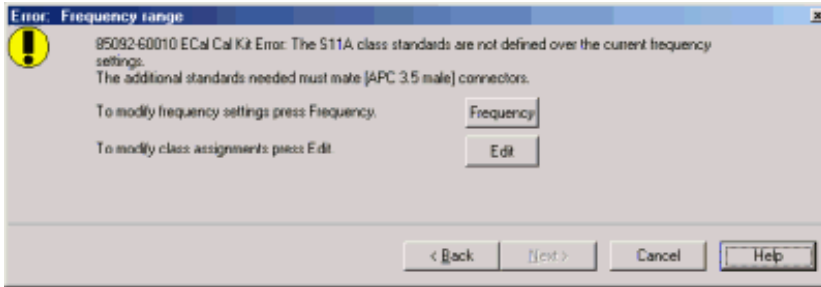 Error: Frequency range
85092-60010 ECal Cal Kit Error: The S11A class standards are not defined over the current frequency
settings.
The additional standards needed must mate [APC 3.5 male] connectors.
To modify frequency settings press Frequency.
Frequency
To modify class assignments press Edit
Edit
< Back
Next >
Cancel
Help